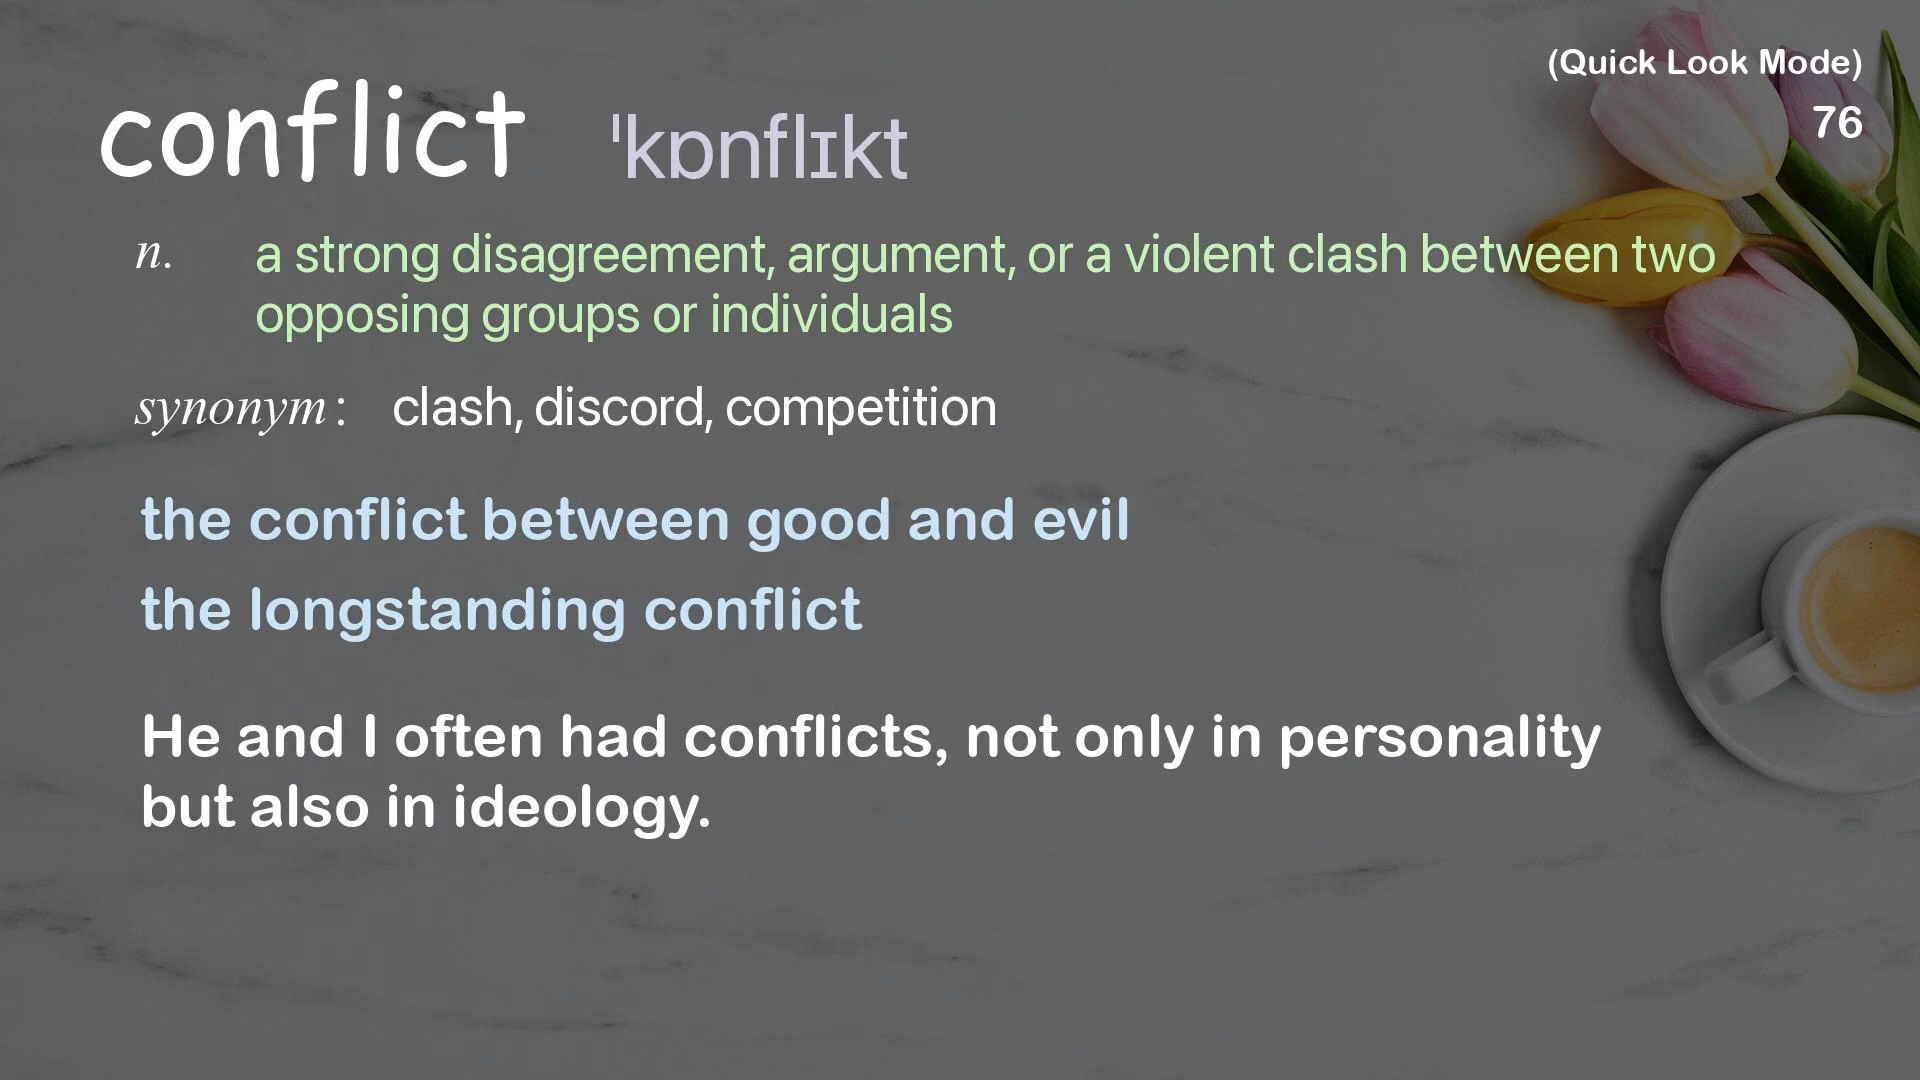 (Quick Look Mode)
76
conflict ˈkɒnflɪkt
n. a strong disagreement, argument, or a violent clash between two
opposing groups or individuals
synonym: clash, discord, competition
the conflict between good and evil
the longstanding conflict
He and I often had conflicts, not only in personality
but also in ideology.